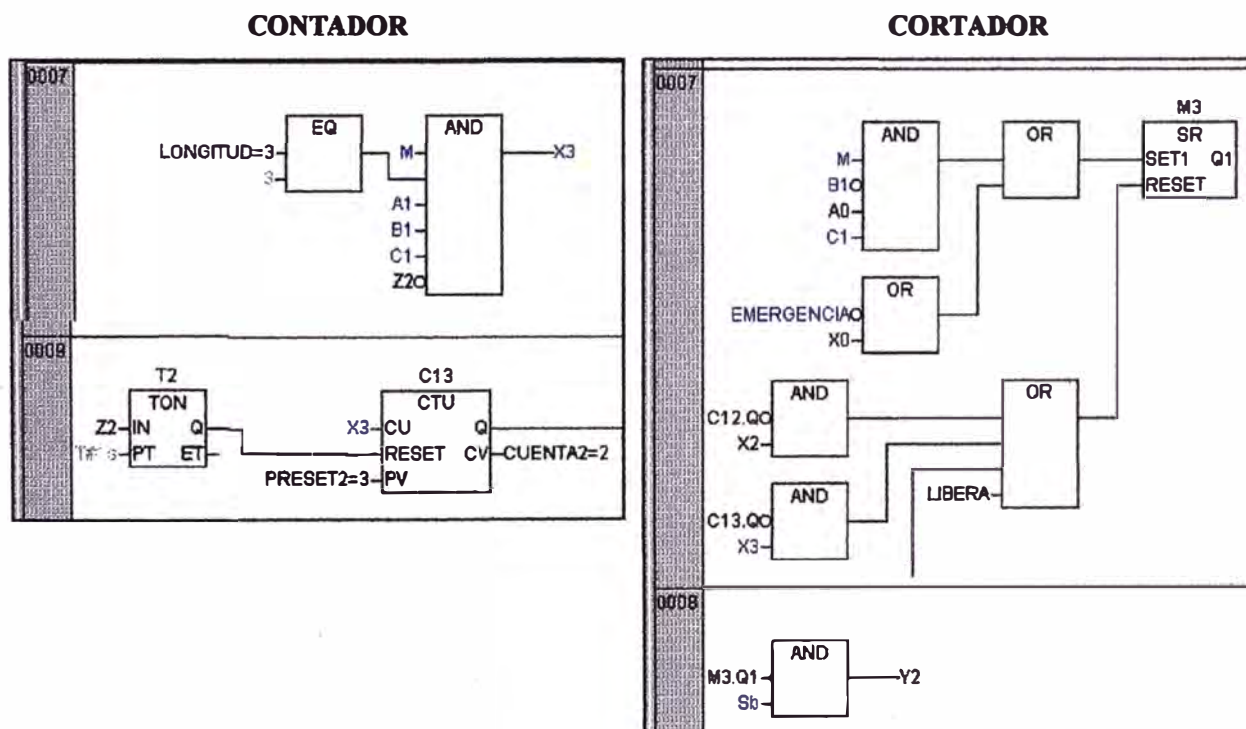 CONTADOR
0007
EQ
AND
LONGITUD=3
3
M
A1
B1
C1
Z2
X3
0009
T2
TON
Z2 IN Q
PT ET
C13
CTU
X3 CU Q
RESET CV CUENTA2=2
PRESET2=3 PV
CORTADOR
0007
M3
AND
OR
SR
M
B1
A0
C1
SET1 Q1
RESET
OR
EMERGENCIA
X0
AND
OR
C12.Q
X2
LIBERA
AND
C13.Q
X3
0008
AND
M3.Q1
Sb
Y2